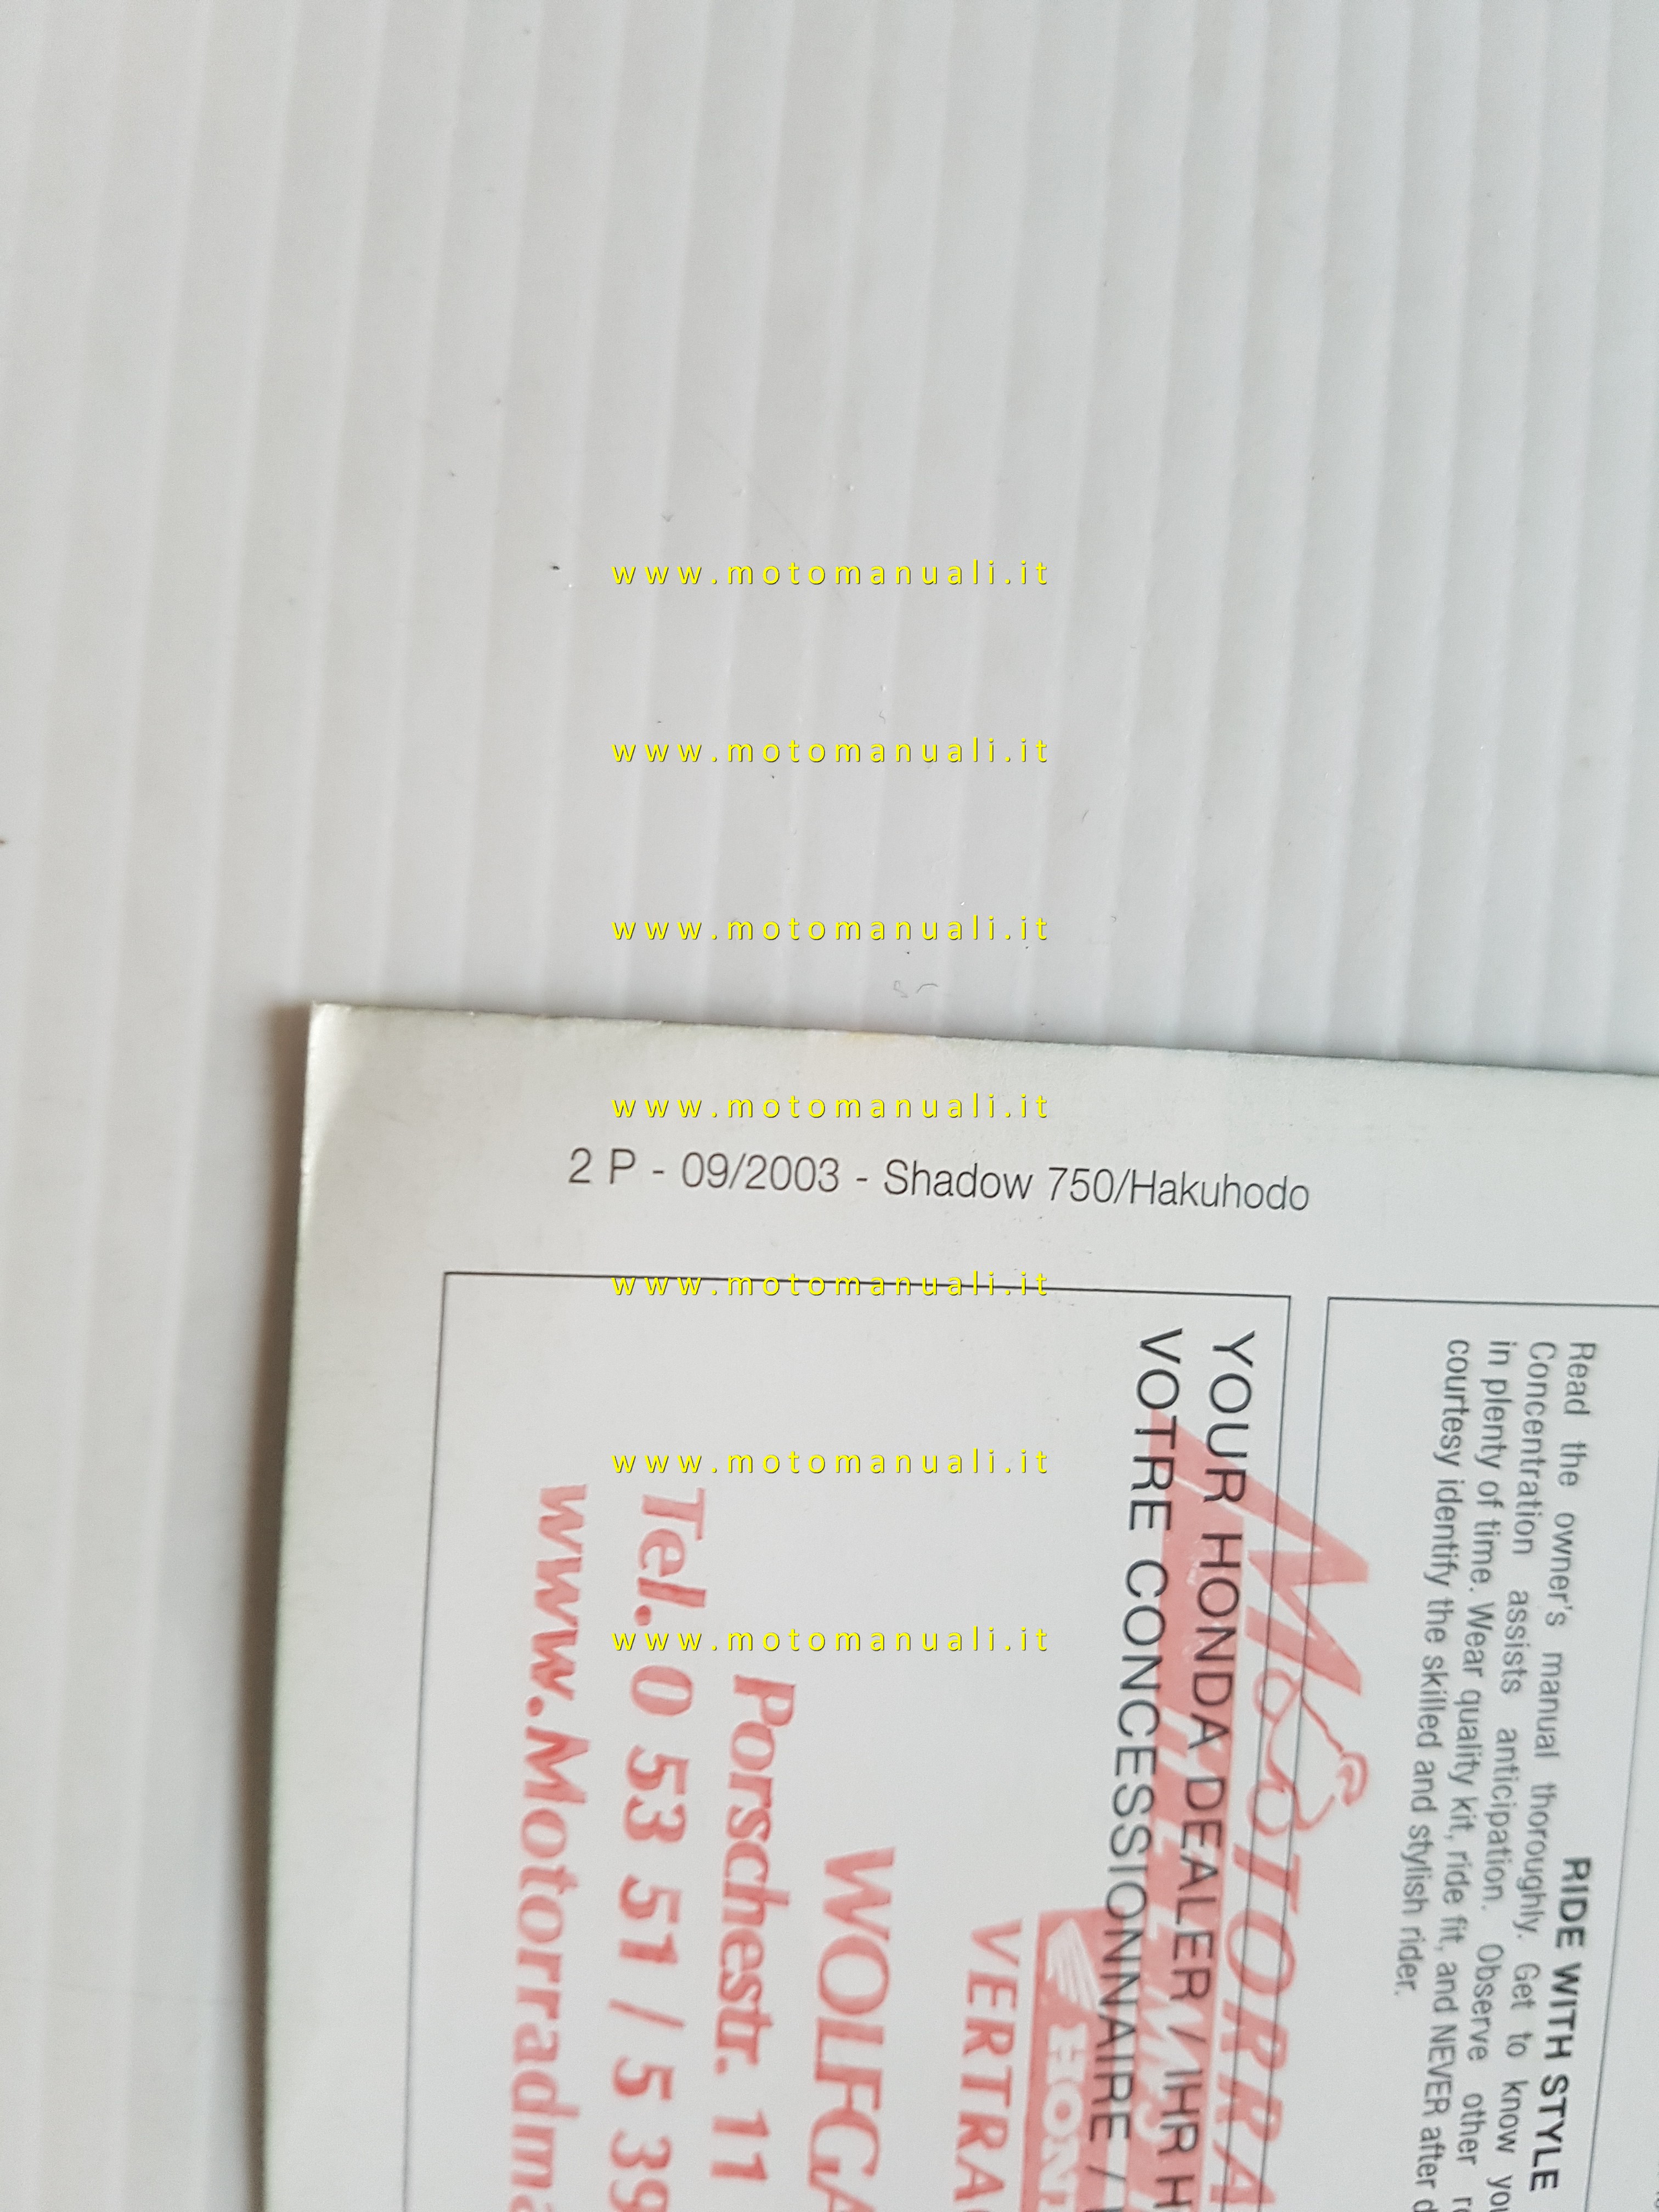 www.motomanuali.it
www.motomanuali.it
www.motomanuali.it
www.motomanuali.it
2 P - 09/2003 - Shadow 750/Hakuhodo
www.motomanuali.it
www.motomanuali.it
www.motomanuali.it
RIDE WITH STYLE
Read the owner's manual thoroughly. Get to know
Concentration assists anticipation. Observe other
in plenty of time. Wear quality kit, ride fit, and NEVER after
courtesy identify the skilled and stylish rider.
YOUR HONDA DEALER / IHR
VOTRE CONCESSIONNAIRE /
Porschestr. 11
Tel. 0 53 51 / 5 39